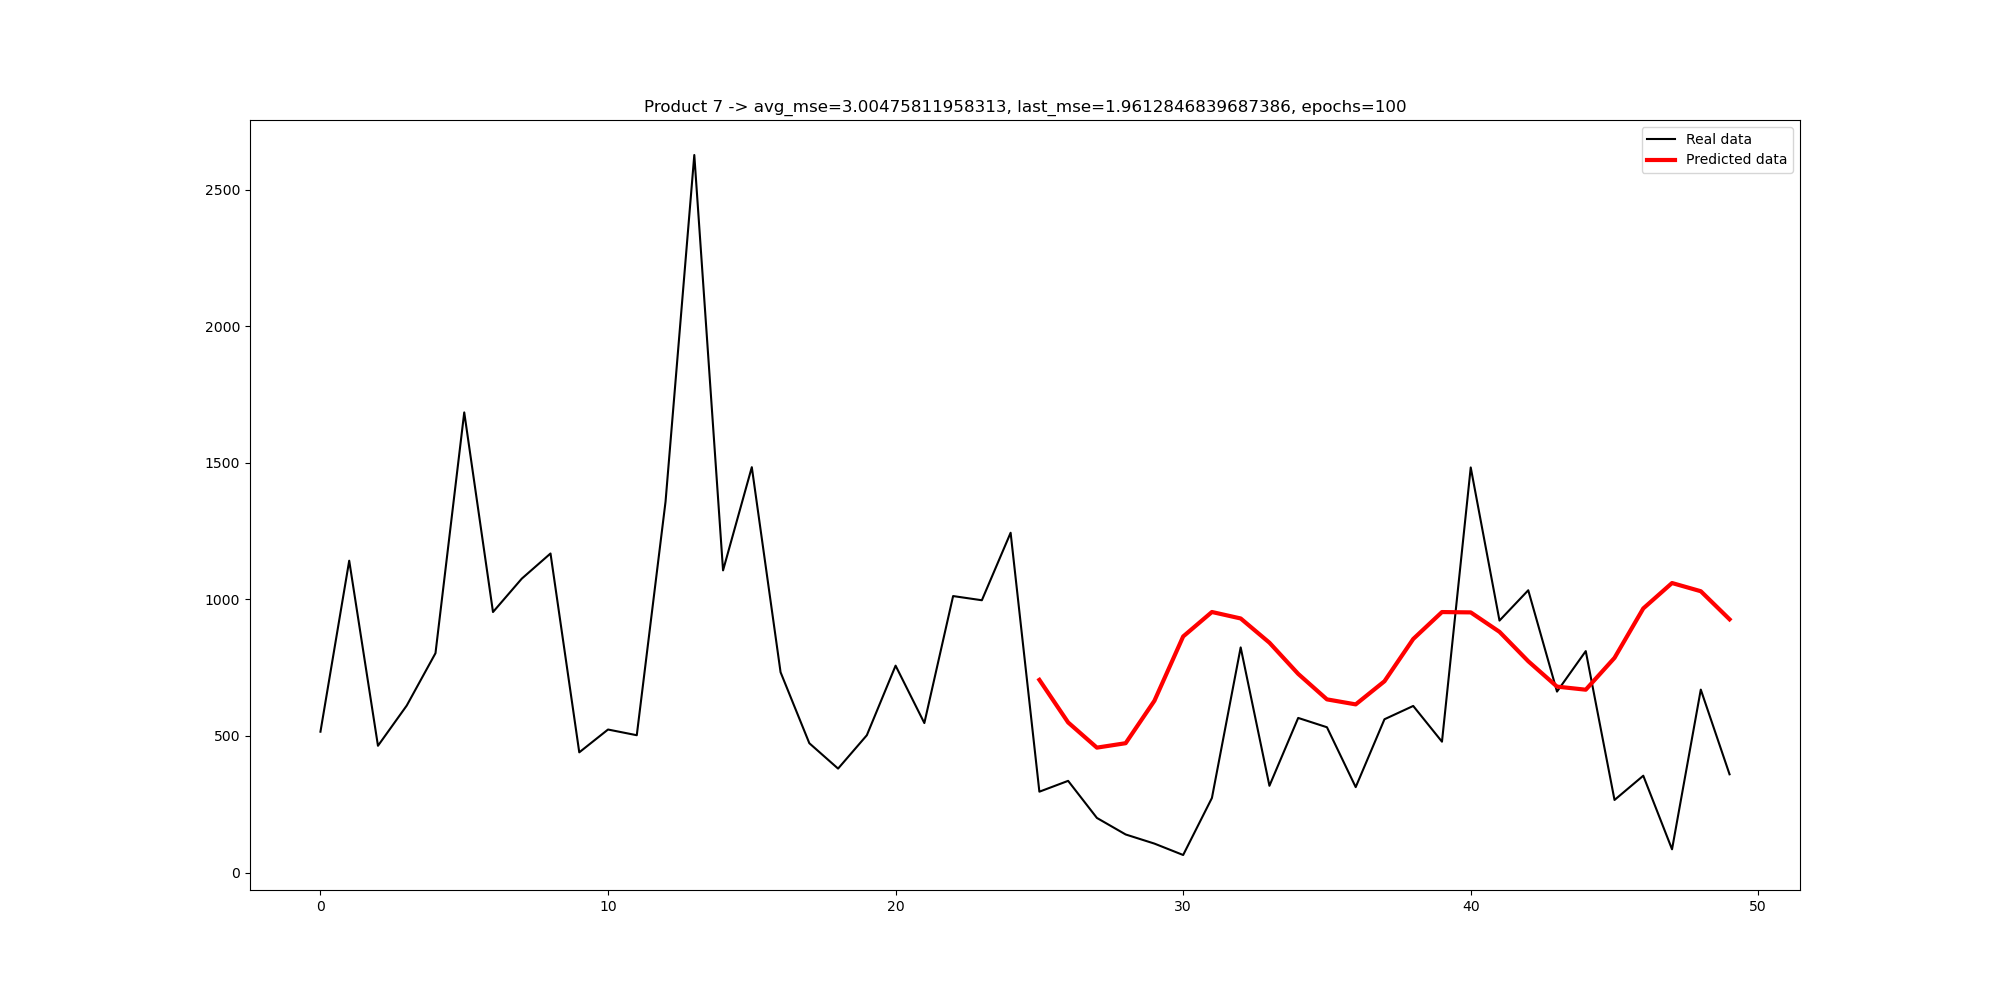 Product 7 -> avg_mse=3.00475811958313, last_mse=1.9612846839687386, epochs=100
Real data
Predicted data
2500
2000
1500
1000
500
0
0 10 20 30 40 50